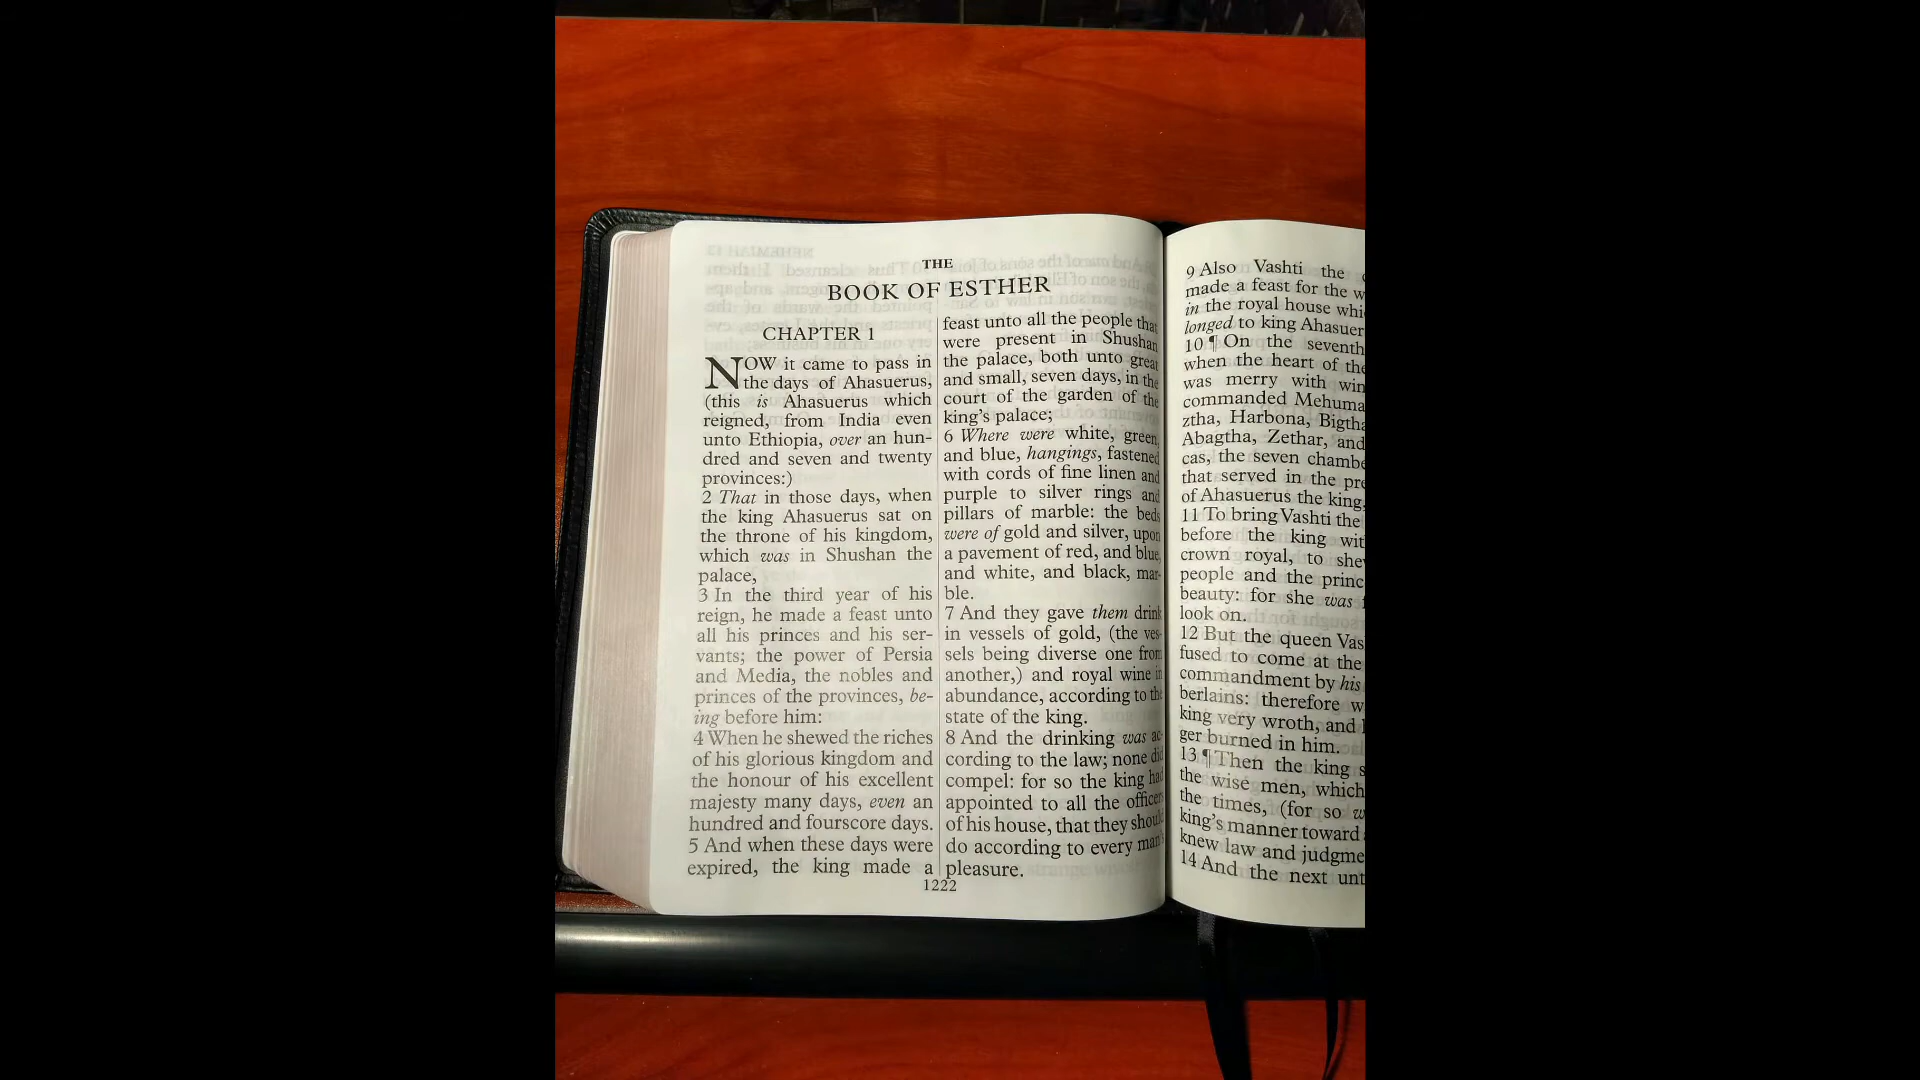 THE
BOOK OF ESTHER
CHAPTER 1
NOW it came to pass in
the days of Ahasuerus,
(this is Ahasuerus which
reigned, from India even
unto Ethiopia, over an hun-
dred and seven and twenty
provinces:)
2 That in those days, when
the king Ahasuerus sat on
the throne of his kingdom,
which was in Shushan the
palace,
3 In the third year of his
reign, he made a feast unto
all his princes and his ser-
vants; the power of Persia
and Media, the nobles and
princes of the provinces, be-
ing before him:
4 When he shewed the riches
of his glorious kingdom and
the honour of his excellent
majesty many days, even an
hundred and fourscore days.
5 And when these days were
expired, the king made a
feast unto all the people that
were present in Shushan
the palace, both unto great
and small, seven days, in the
court of the garden of the
king's palace;
6 Where were white, green,
and blue, hangings, fastened
with cords of fine linen and
purple to silver rings and
pillars of marble: the beds
were of gold and silver, upon
a pavement of red, and blue,
and white, and black, mar-
ble.
7 And they gave them drink
in vessels of gold, (the ves-
sels being diverse one from
another,) and royal wine in
abundance, according to the
state of the king.
8 And the drinking was ac-
cording to the law; none did
compel: for so the king had
appointed to all the officers
of his house, that they should
do according to every man's
pleasure.
1222
9 Also Vashti the
made a feast for the w
in the royal house whi
longed to king Ahasuer
10 ¶ On the seventh
when the heart of the
was merry with win
commanded Mehuma
ztha, Harbona, Bigtha
Abagtha, Zethar, and
cas, the seven chambe
that served in the pre
of Ahasuerus the king,
11 To bring Vashti the
before the king wit
crown royal, to she
people and the princ
beauty: for she was f
look on.
12 But the queen Vas
fused to come at the
commandment by his
berlains: therefore w
king very wroth, and
ger burned in him.
13 ¶ Then the king s
the wise men, which
the times, (for so w
king's manner toward
knew law and judgme
14 And the next unt